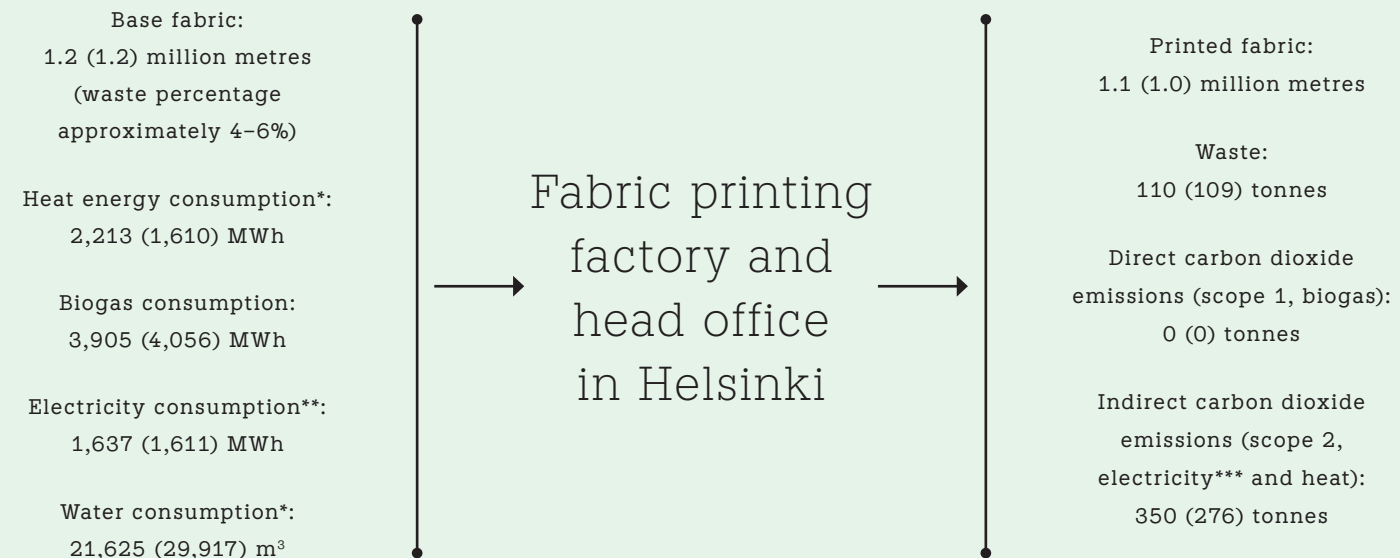 Base fabric:
1.2 (1.2) million metres
(waste percentage
approximately 4–6%)
Heat energy consumption*:
2,213 (1,610) MWh
Biogas consumption:
3,905 (4,056) MWh
Electricity consumption**:
1,637 (1,611) MWh
Water consumption*:
21,625 (29,917) m³
Fabric printing
factory and
head office
in Helsinki
Printed fabric:
1.1 (1.0) million metres
Waste:
110 (109) tonnes
Direct carbon dioxide
emissions (scope 1, biogas):
0 (0) tonnes
Indirect carbon dioxide
emissions (scope 2,
electricity*** and heat):
350 (276) tonnes